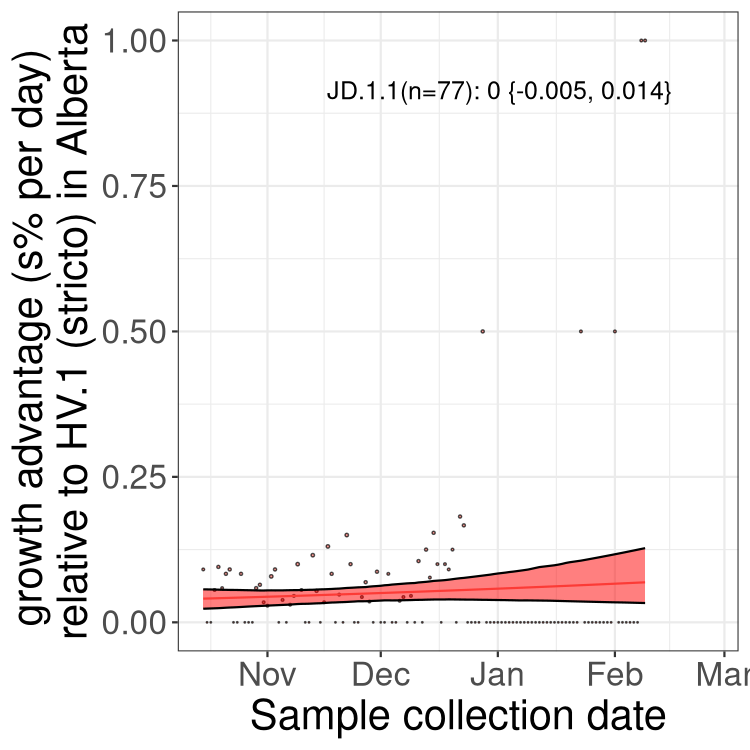 growth advantage (s% per day)
relative to HV.1 (stricto) in Alberta
1.00
0.75
0.50
0.25
0.00
JD.1.1(n=77): 0 {-0.005, 0.014}
Nov Dec Jan Feb Mar
Sample collection date